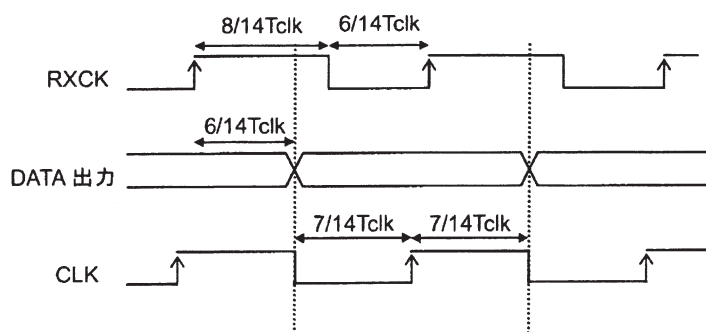 8/14Tclk 6/14Tclk
RXCK
6/14Tclk
DATA 出力
7/14Tclk 7/14Tclk
CLK